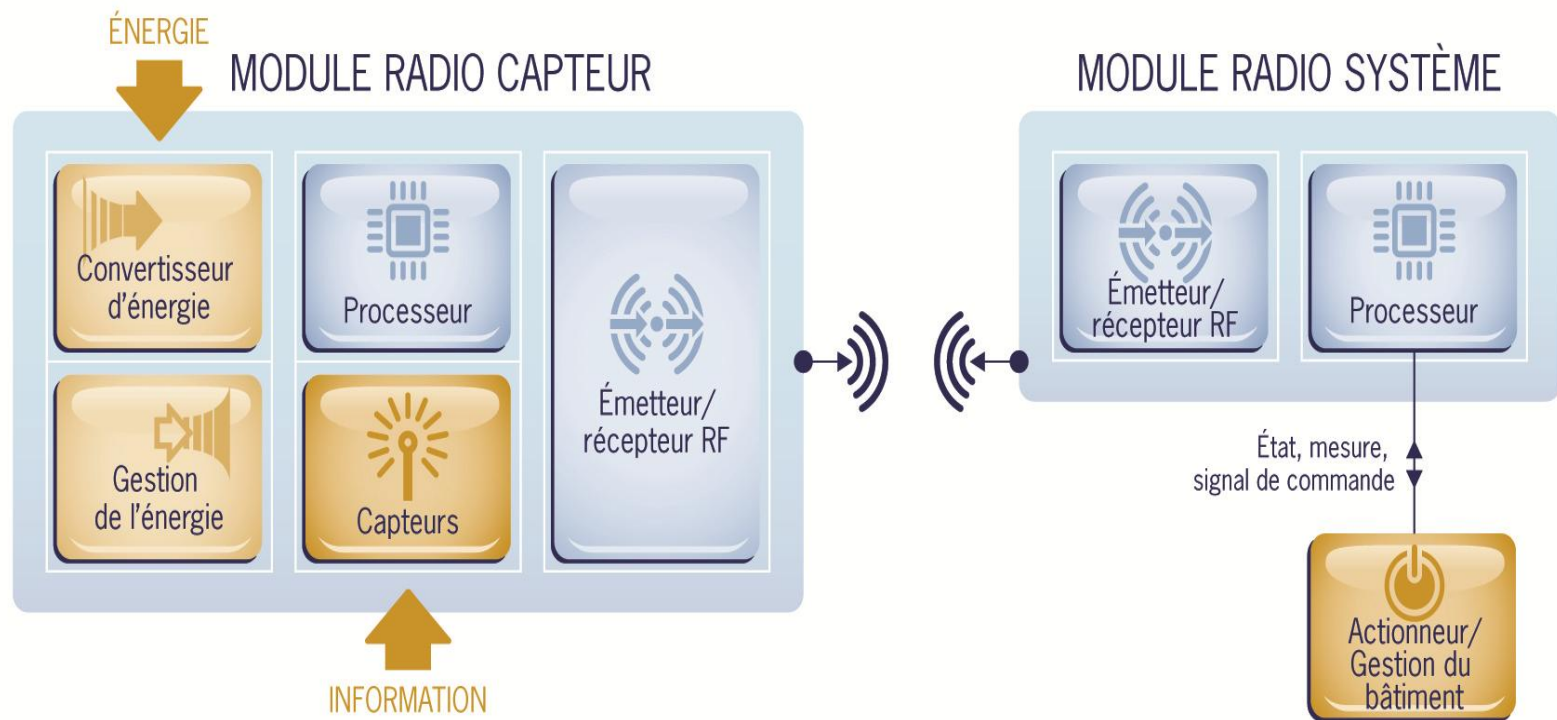 ÉNERGIE
MODULE RADIO CAPTEUR
Convertisseur
d'énergie
Processeur
Émetteur/
récepteur RF
Gestion
de l'énergie
Capteurs
INFORMATION
MODULE RADIO SYSTÈME
Émetteur/
récepteur RF
Processeur
État, mesure,
signal de commande
Actionneur/
Gestion du
bâtiment